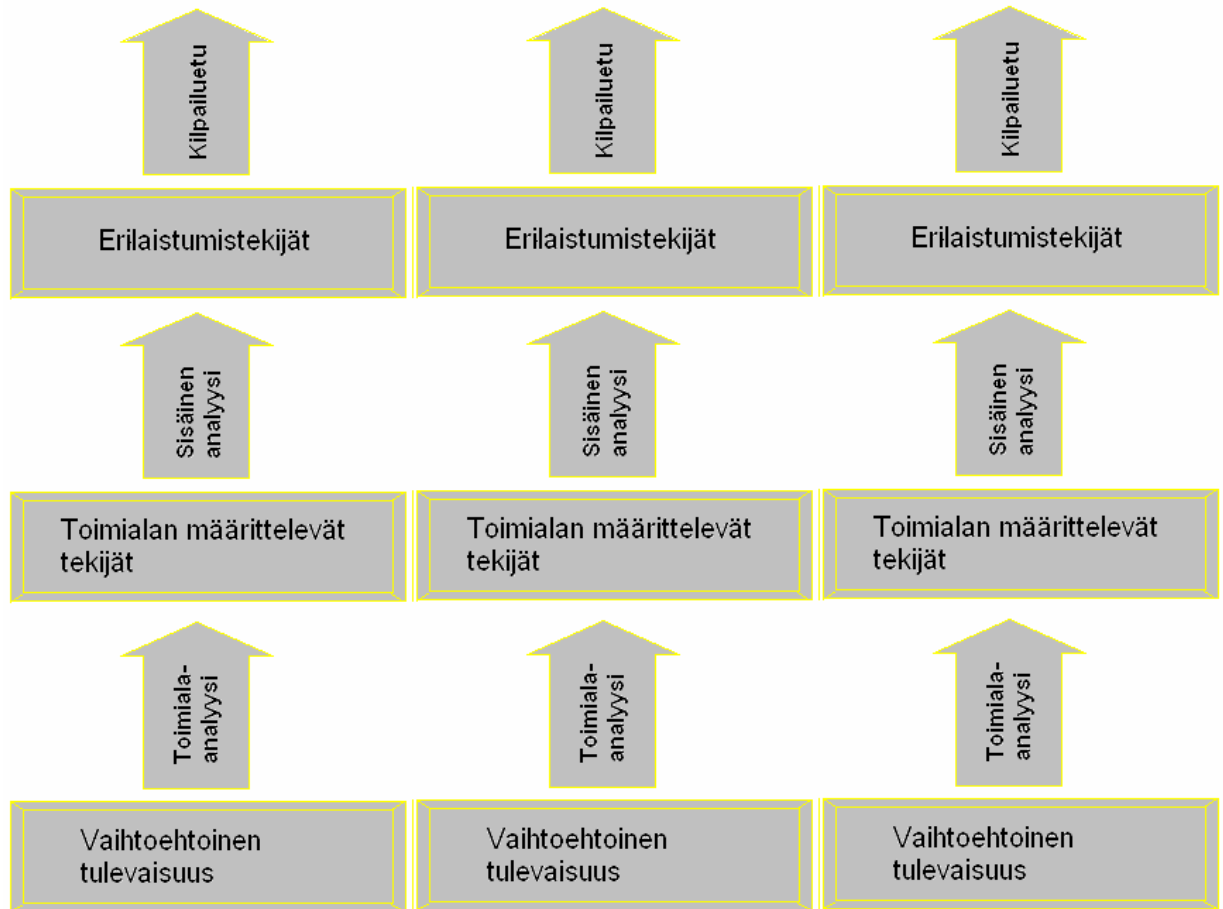 Kilpailuetu
Kilpailuetu
Kilpailuetu
Erilaistumistekijät
Erilaistumistekijät
Erilaistumistekijät
Sisäinen
analyysi
Sisäinen
analyysi
Sisäinen
analyysi
Toimialan määrittelevät
tekijät
Toimialan määrittelevät
tekijät
Toimialan määrittelevät
tekijät
Toimiala-
analyysi
Toimiala-
analyysi
Toimiala-
analyysi
Vaihtoehtoinen
tulevaisuus
Vaihtoehtoinen
tulevaisuus
Vaihtoehtoinen
tulevaisuus